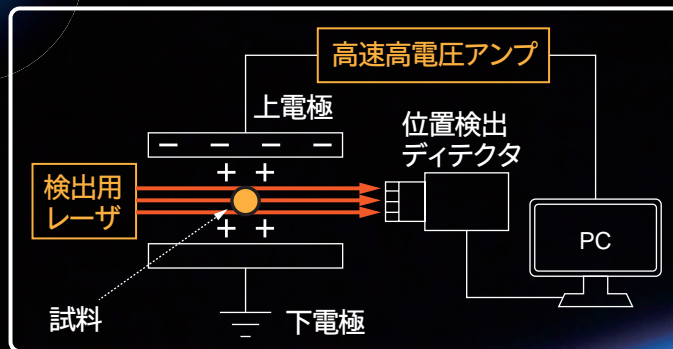 高速高電圧アンプ
上電極
− − − −
位置検出
ディテクタ
+ +
検出用
レーザ
+ +
PC
試料
下電極